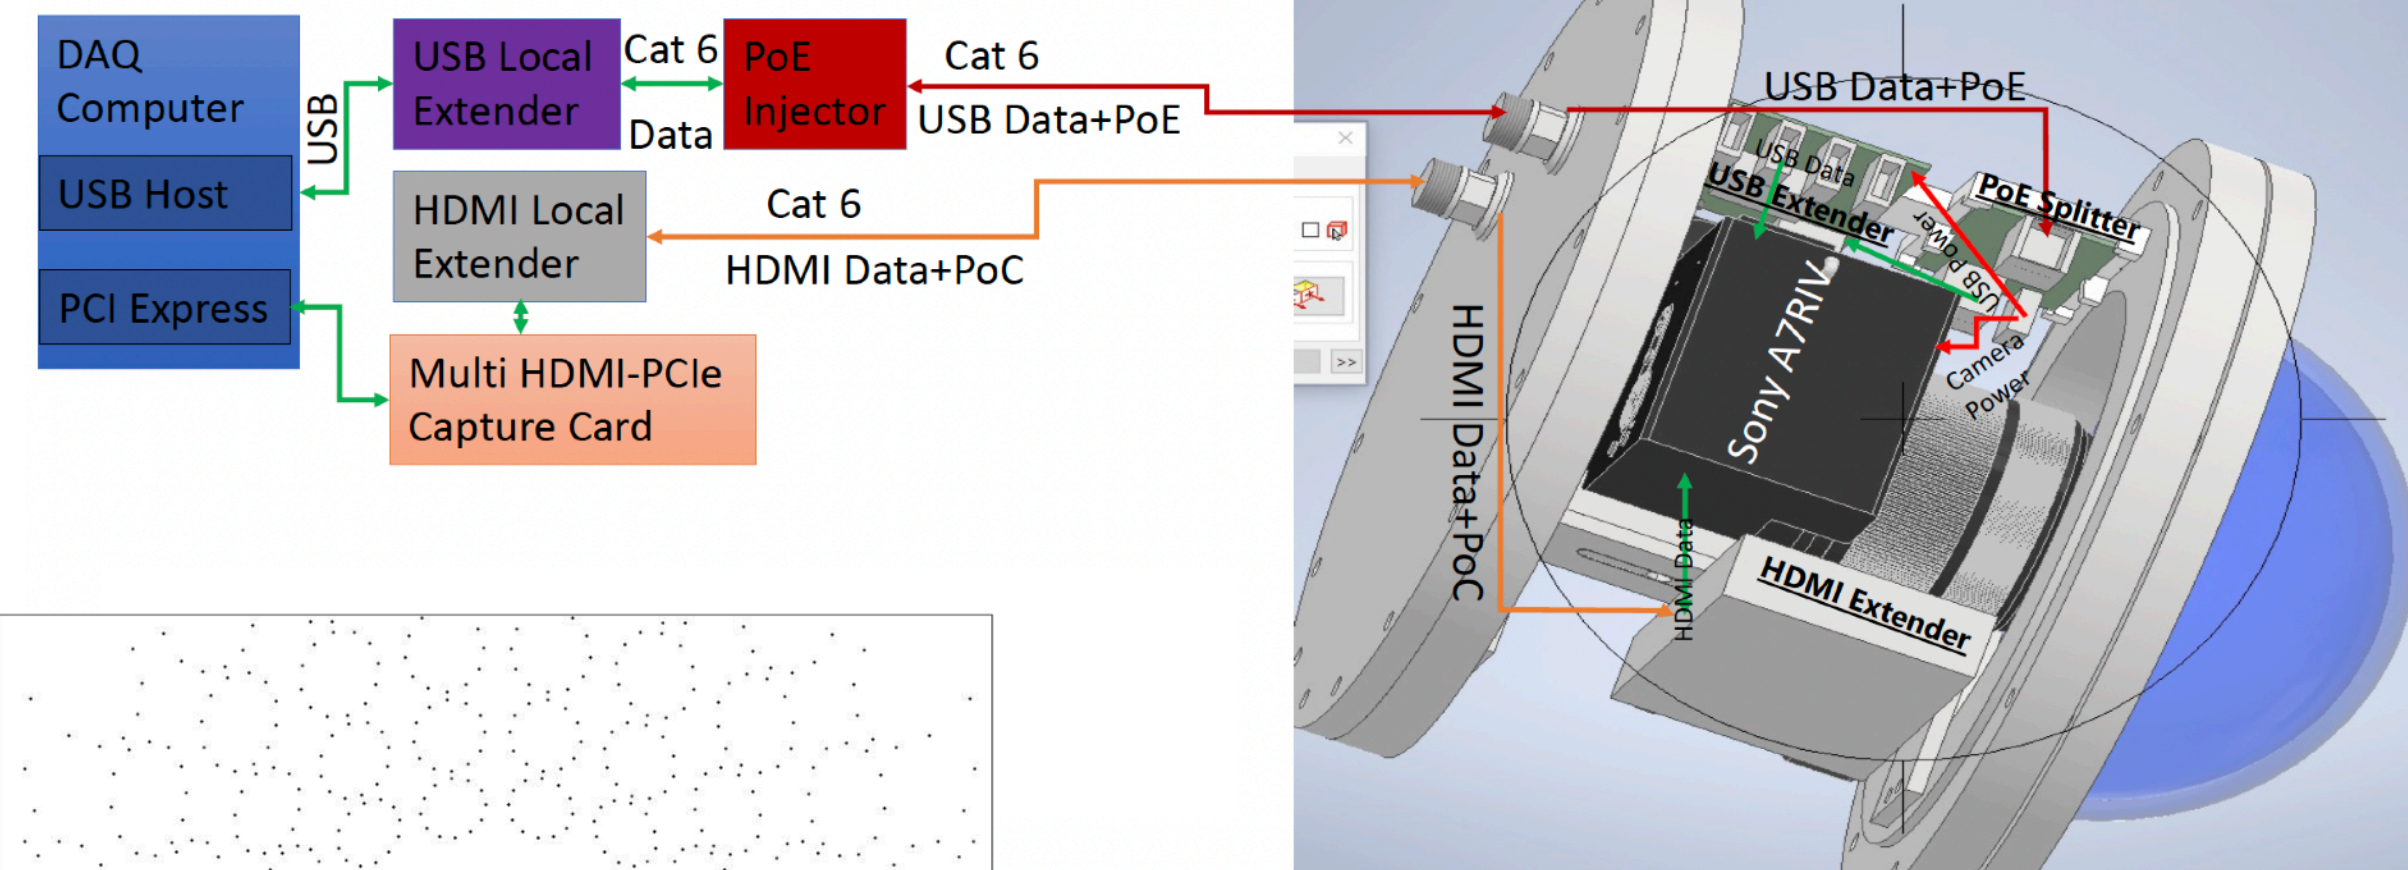 DAQ
Computer
USB Host
PCI Express
USB
USB Local
Extender
Cat 6
Data
PoE
Injector
Cat 6
USB Data+PoE
HDMI Local
Extender
Cat 6
HDMI Data+PoC
Multi HDMI-PCIe
Capture Card
USB Data+PoE
USB Data
USB Extender
PoE Splitter
USB Power
Camera
Power
Sony A7RIV
HDMI Data+PoC
HDMI Data
HDMI Extender
>>